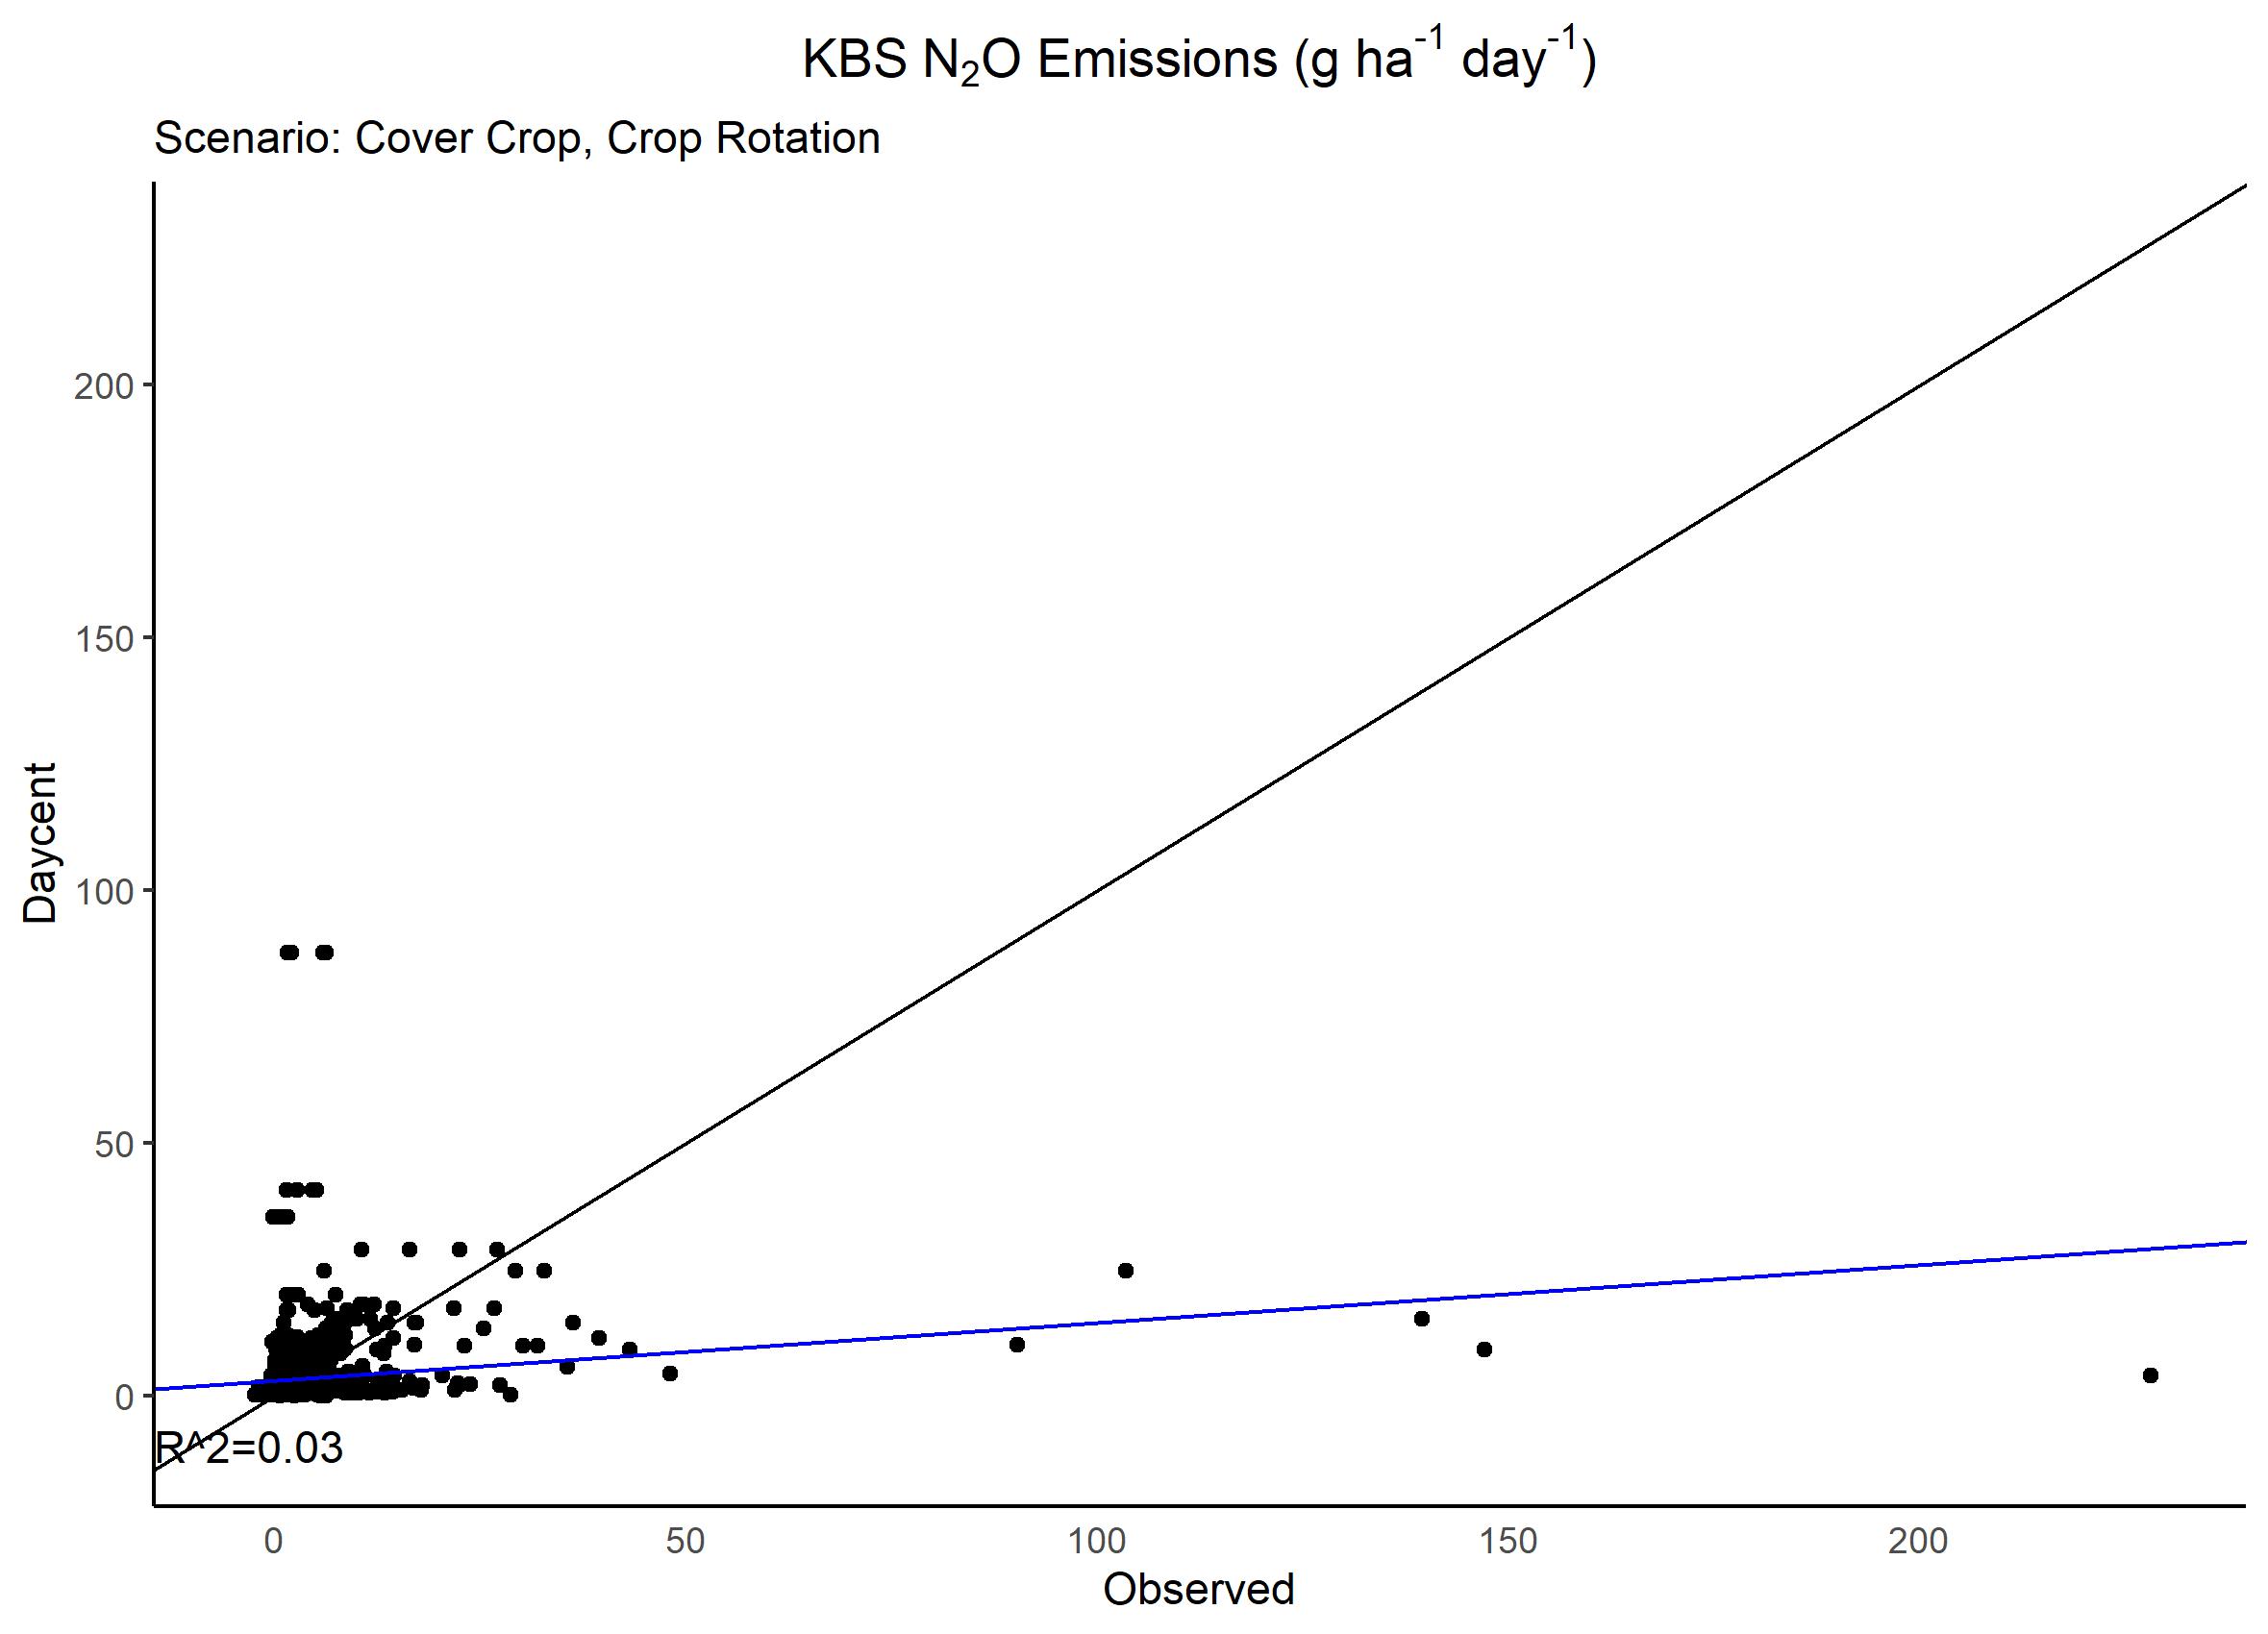 KBS N₂O Emissions (g ha⁻¹ day⁻¹)
Scenario: Cover Crop, Crop Rotation
Daycent
200
150
100
50
0
R^2=0.03
0 50 100 150 200
Observed